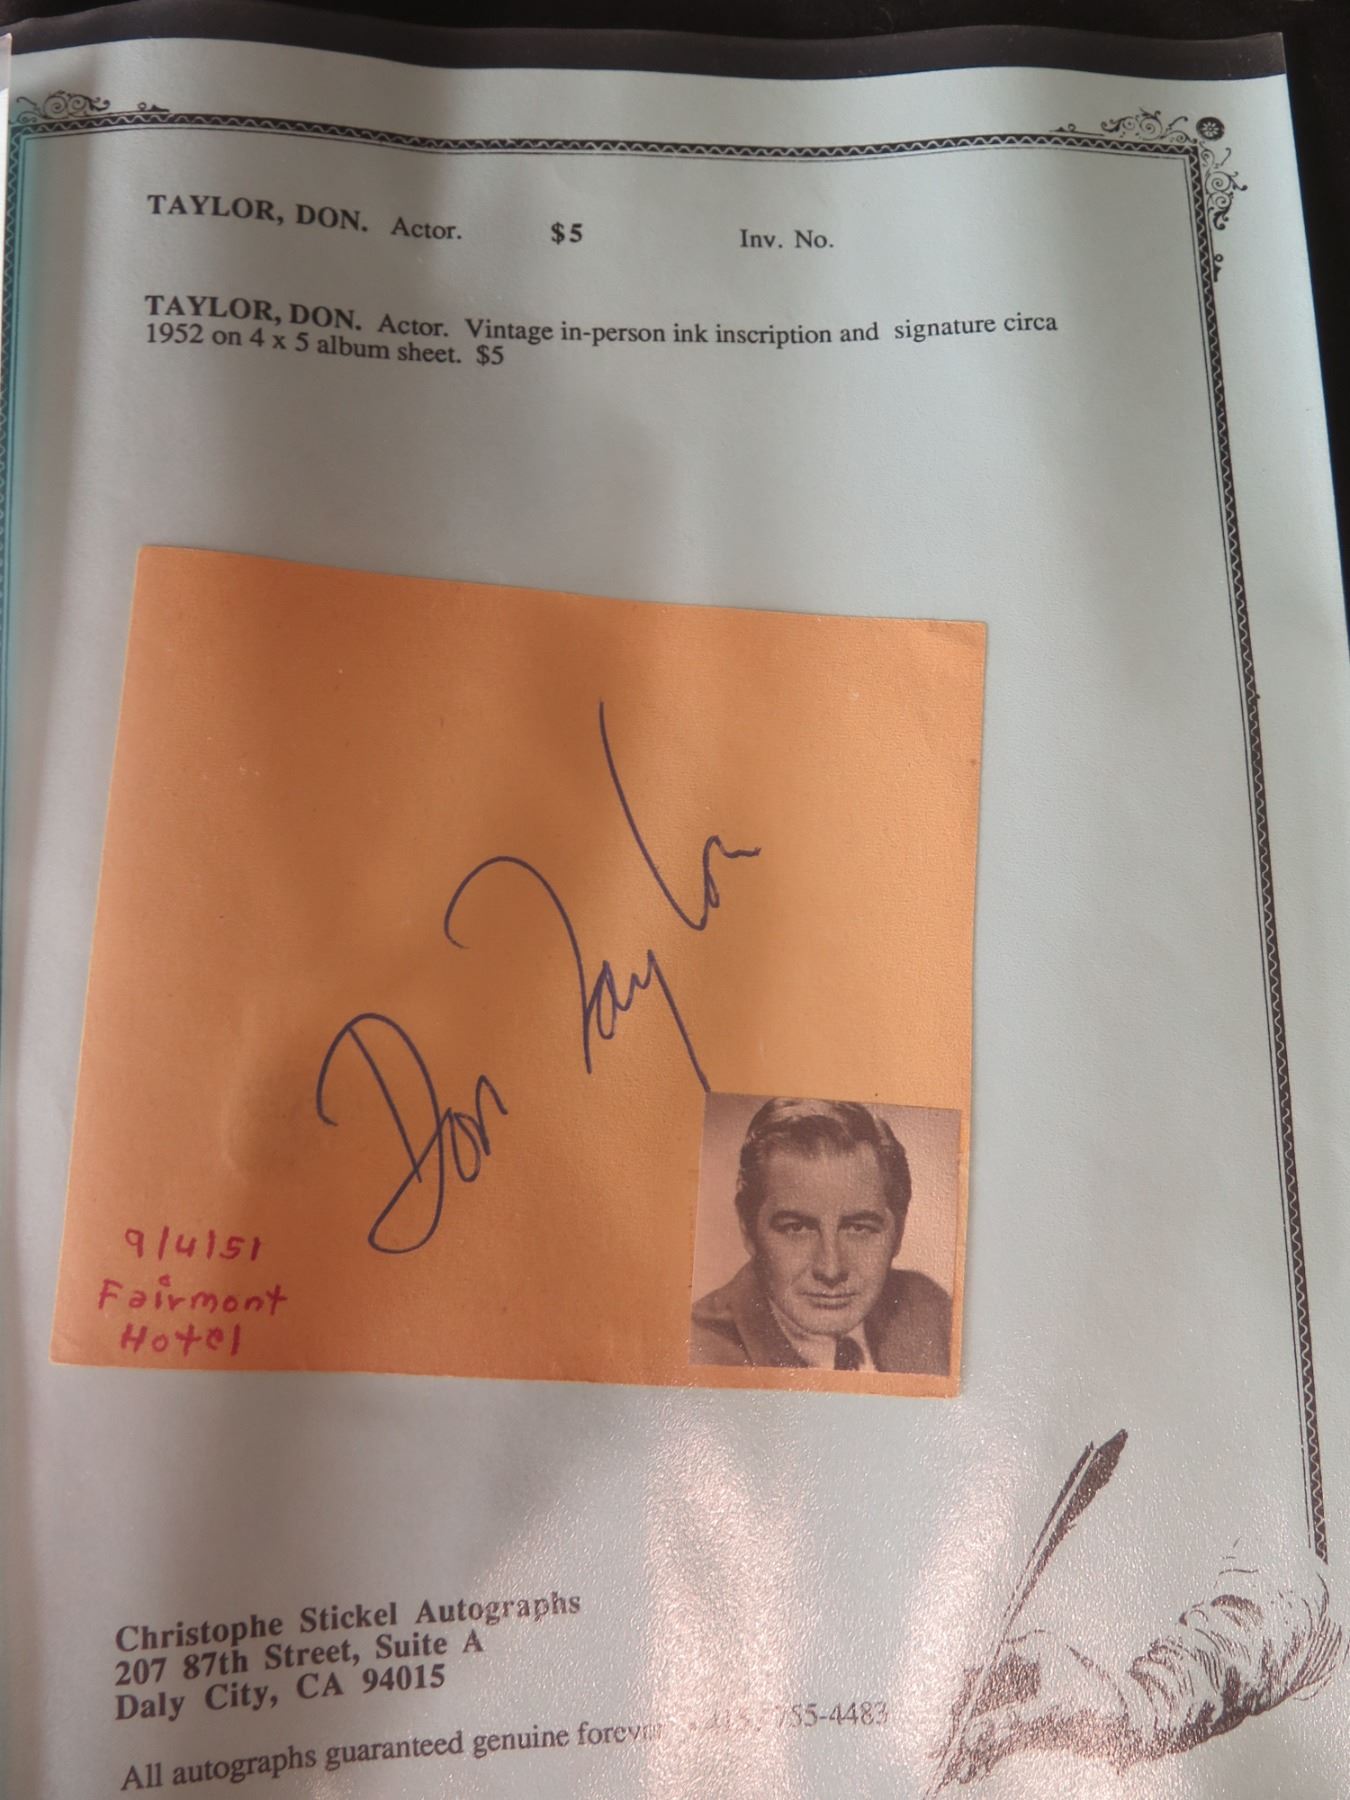 TAYLOR, DON. Actor. $5 Inv. No.
TAYLOR, DON. Actor. Vintage in-person ink inscription and signature circa
1952 on 4 x 5 album sheet. $5
Don Taylor
9/4/51
Fairmont
Hotel
Christophe Stickel Autographs
207 87th Street, Suite A
Daly City, CA 94015
All autographs guaranteed genuine forever 755-4483